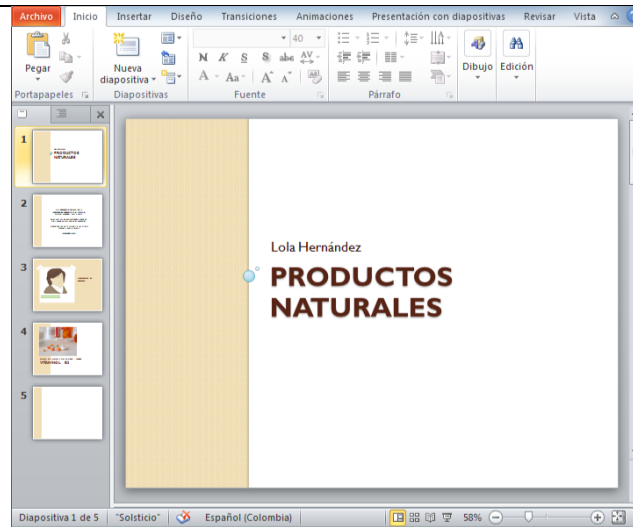 Archivo Inicio Insertar Diseño Transiciones Animaciones Presentación con diapositivas Revisar Vista
Pegar
Nueva diapositiva
40
N K S S abc AV
A Aa A A
Dibujo Edición
Portapapeles Diapositivas Fuente Párrafo
1
PRODUCTOS
NATURALES
2
3
4
5
Lola Hernández
PRODUCTOS
NATURALES
Diapositiva 1 de 5 "Solsticio" Español (Colombia) 58%